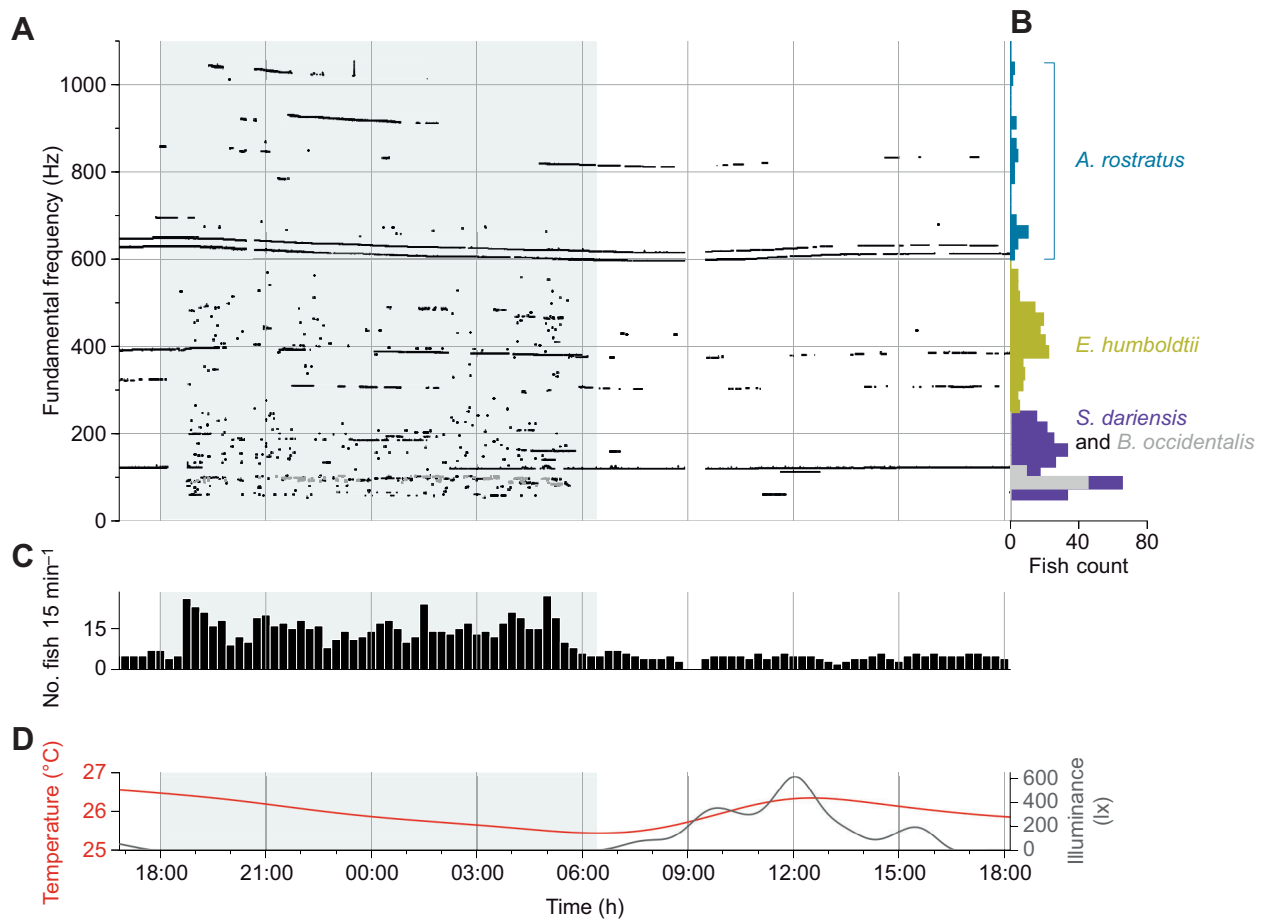 A
B
Fundamental frequency (Hz)
1000
800
600
400
200
0
A. rostratus
E. humboldtii
S. dariensis
and B. occidentalis
0 40 80
Fish count
C
No. fish 15 min⁻¹
15
0
D
Temperature (°C)
27
26
25
600
400
200
0
Illuminance
(lx)
18:00 21:00 00:00 03:00 06:00 09:00 12:00 15:00 18:00
Time (h)